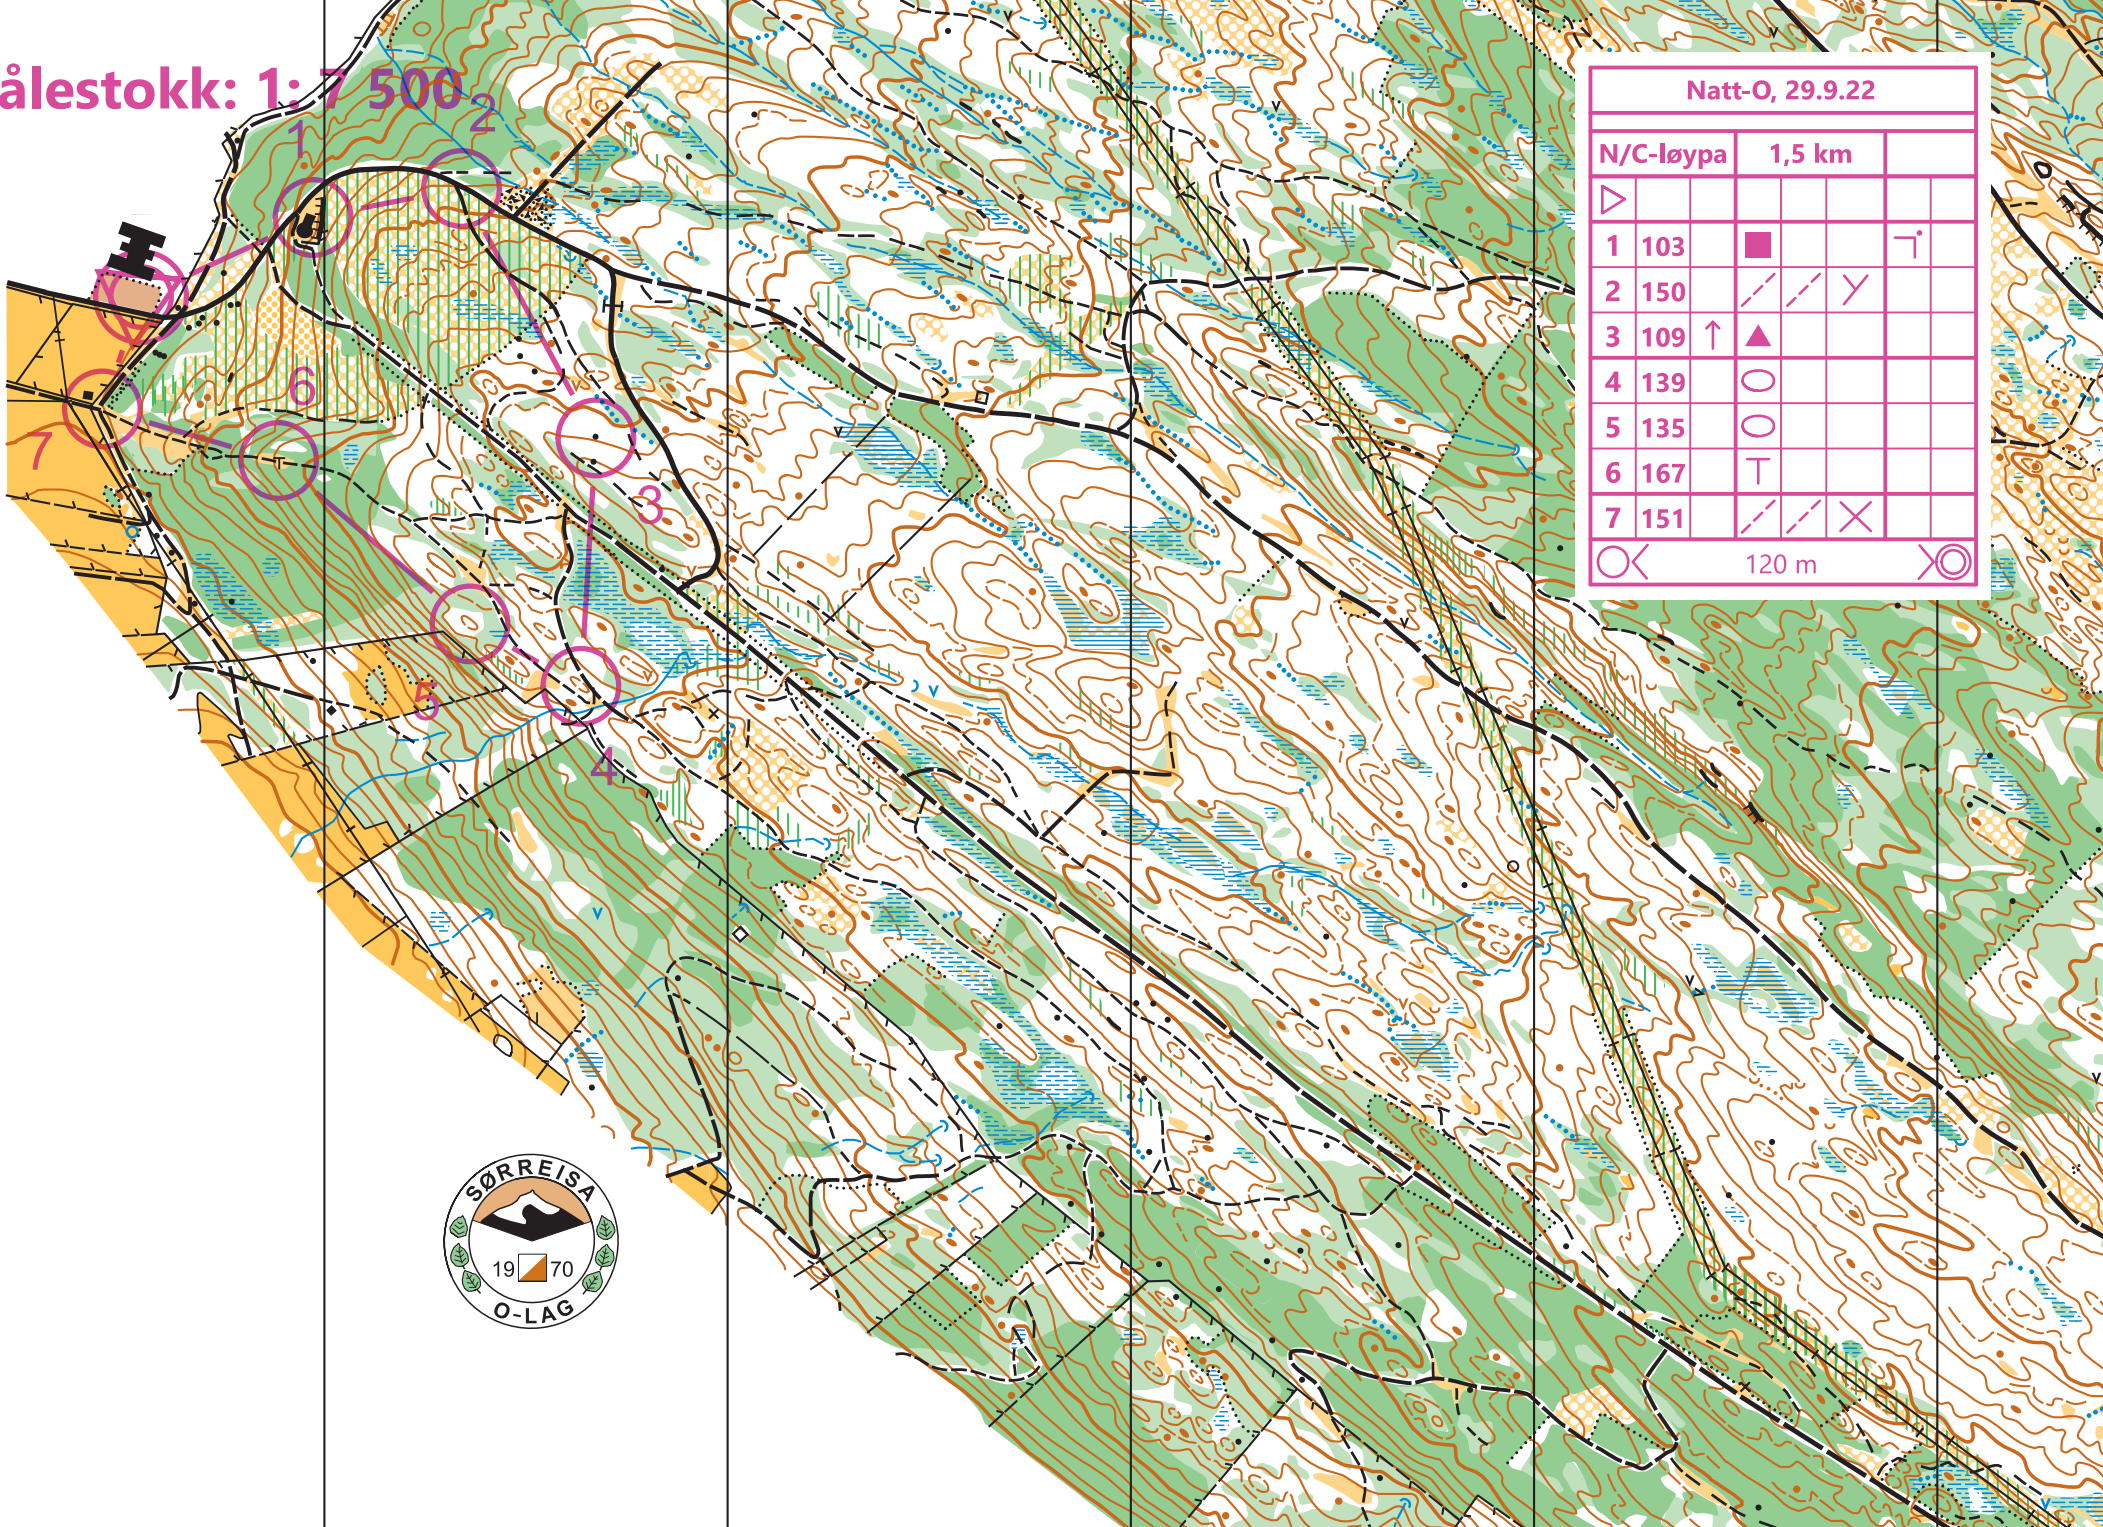 ålestokk: 1: 7 500
Natt-O, 29.9.22
N/C-løypa 1,5 km
1 103
2 150
3 109
4 139
5 135
6 167
7 151
120 m
1
2
3
4
5
6
7
SØRREISA
19 70
O-LAG